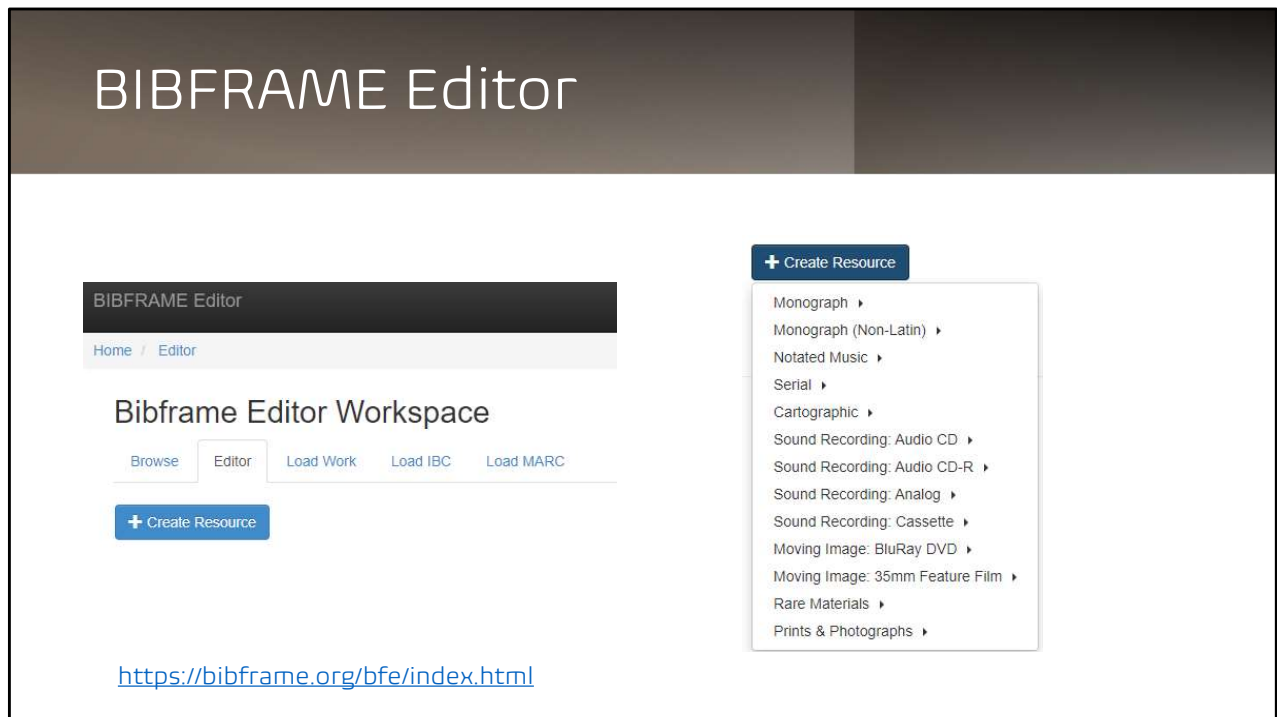 BIBFRAME Editor
BIBFRAME Editor
Home / Editor
Bibframe Editor Workspace
Browse Editor Load Work Load IBC Load MARC
+ Create Resource
https://bibframe.org/bfe/index.html
+ Create Resource
Monograph
Monograph (Non-Latin)
Notated Music
Serial
Cartographic
Sound Recording: Audio CD
Sound Recording: Audio CD-R
Sound Recording: Analog
Sound Recording: Cassette
Moving Image: BluRay DVD
Moving Image: 35mm Feature Film
Rare Materials
Prints & Photographs